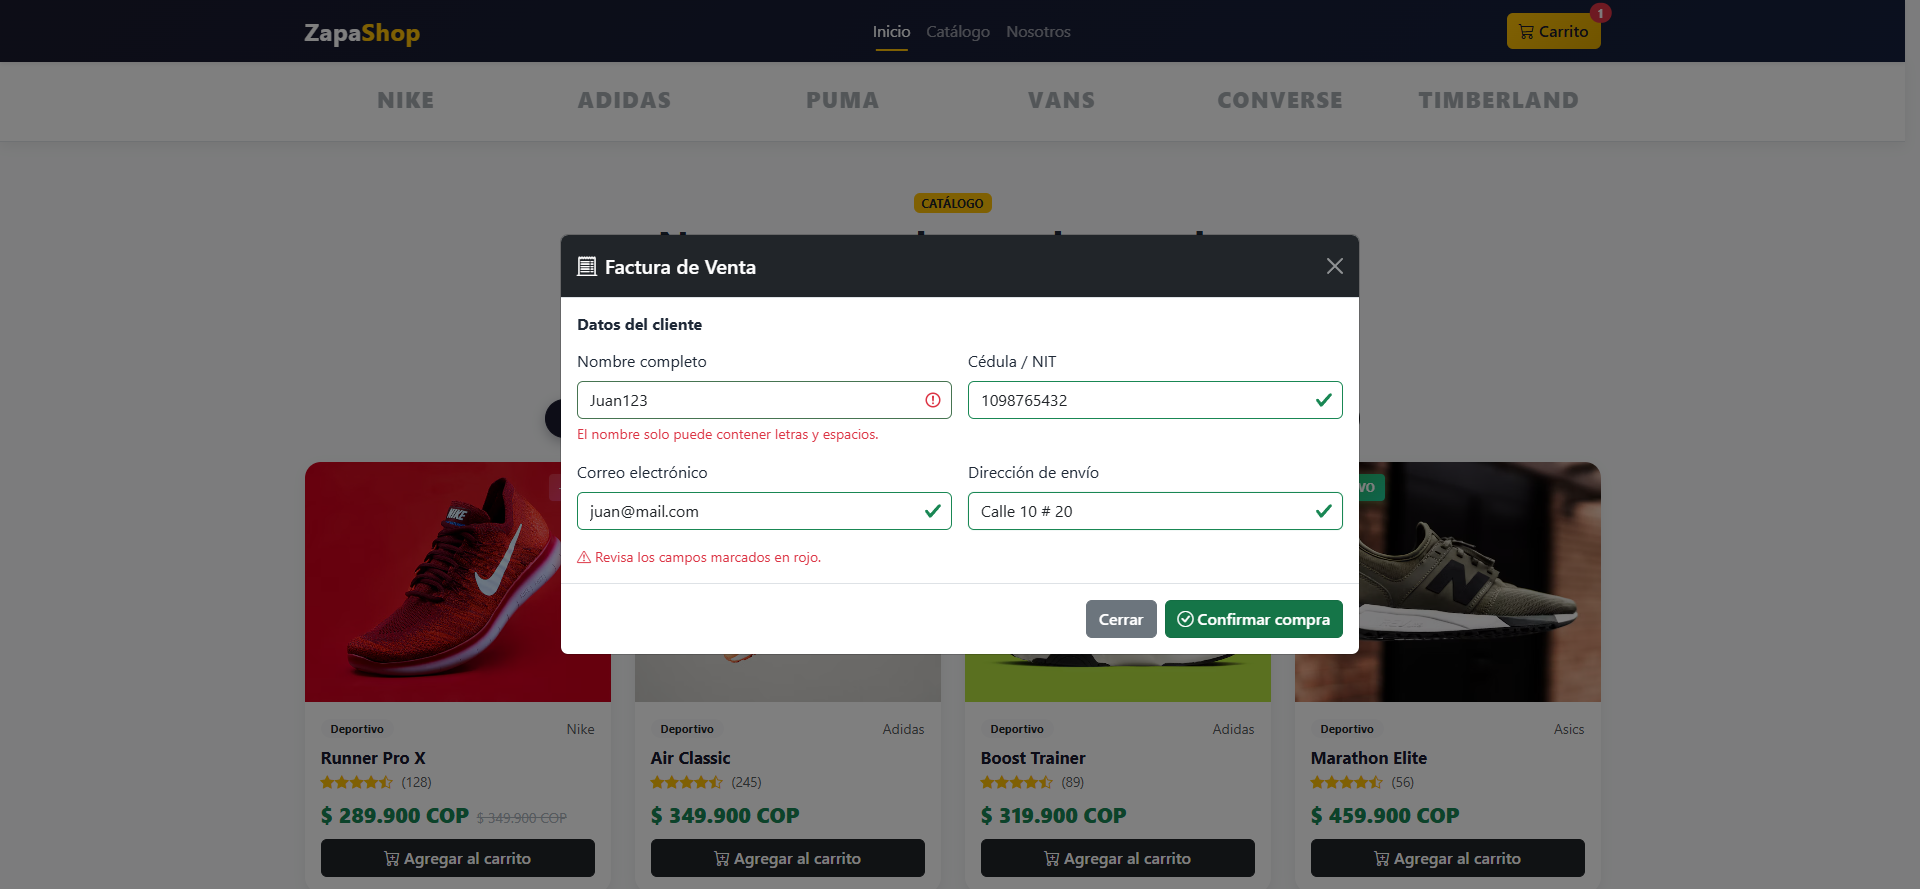 ZapaShop
Inicio Catálogo Nosotros
Carrito
1
NIKE ADIDAS PUMA VANS CONVERSE TIMBERLAND
CATÁLOGO
Factura de Venta
Datos del cliente
Nombre completo
Juan123
El nombre solo puede contener letras y espacios.
Cédula / NIT
1098765432
Correo electrónico
juan@mail.com
Dirección de envío
Calle 10 # 20
Revisa los campos marcados en rojo.
Cerrar
Confirmar compra
NIKE
Deportivo Nike
Runner Pro X
(128)
$ 289.900 COP $ 349.900 COP
Agregar al carrito
Deportivo Adidas
Air Classic
(245)
$ 349.900 COP
Agregar al carrito
Deportivo Adidas
Boost Trainer
(89)
$ 319.900 COP
Agregar al carrito
Deportivo Asics
Marathon Elite
(56)
$ 459.900 COP
Agregar al carrito